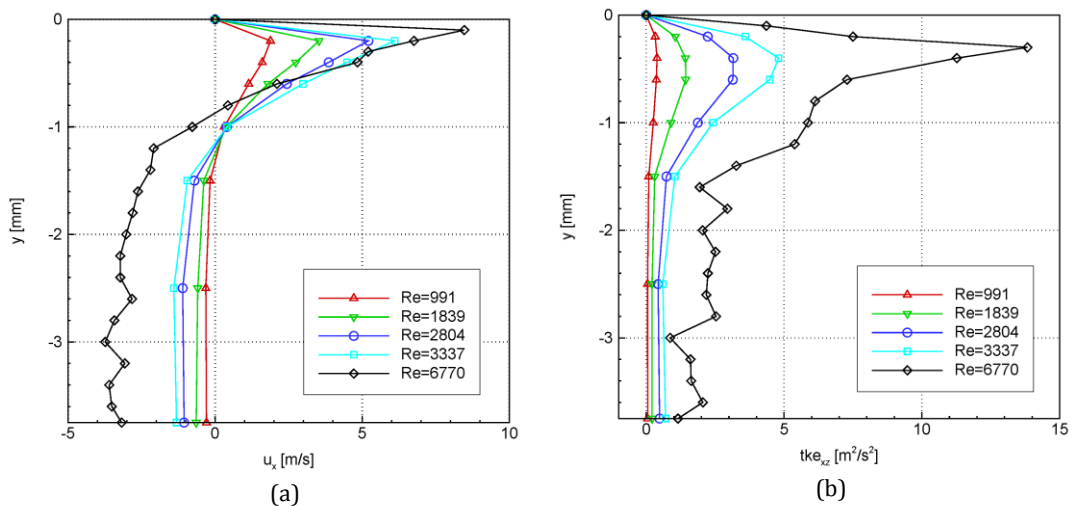 0
-1
-2
-3
y [mm]
-5
0
5
10
u_x [m/s]
Re=991
Re=1839
Re=2804
Re=3337
Re=6770
(a)
0
-1
-2
-3
y [mm]
0
5
10
15
tke_xz [m²/s²]
Re=991
Re=1839
Re=2804
Re=3337
Re=6770
(b)